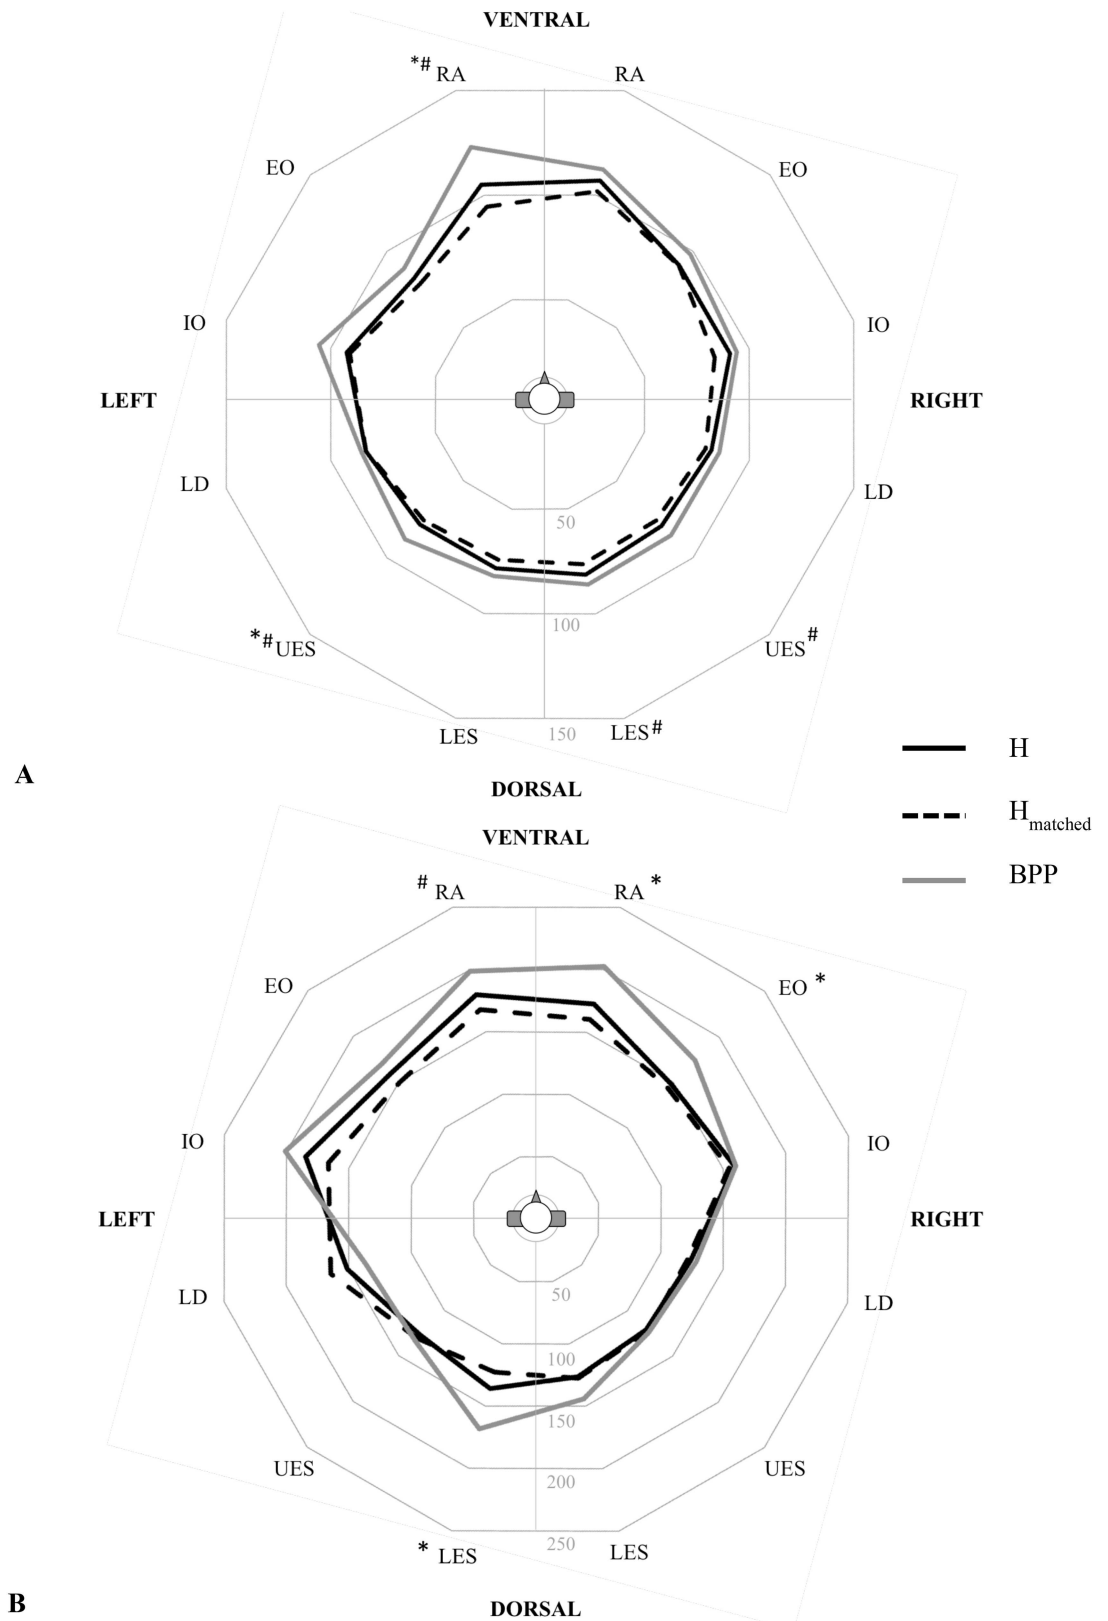 VENTRAL
*# RA
RA
EO
EO
IO
IO
LEFT
RIGHT
LD
LD
50
100
*#UES
UES#
LES
150
LES#
H
A
DORSAL
Hmatched
VENTRAL
BPP
# RA
RA *
EO
EO *
IO
IO
LEFT
RIGHT
50
LD
LD
100
150
UES
UES
200
250
* LES
LES
B
DORSAL